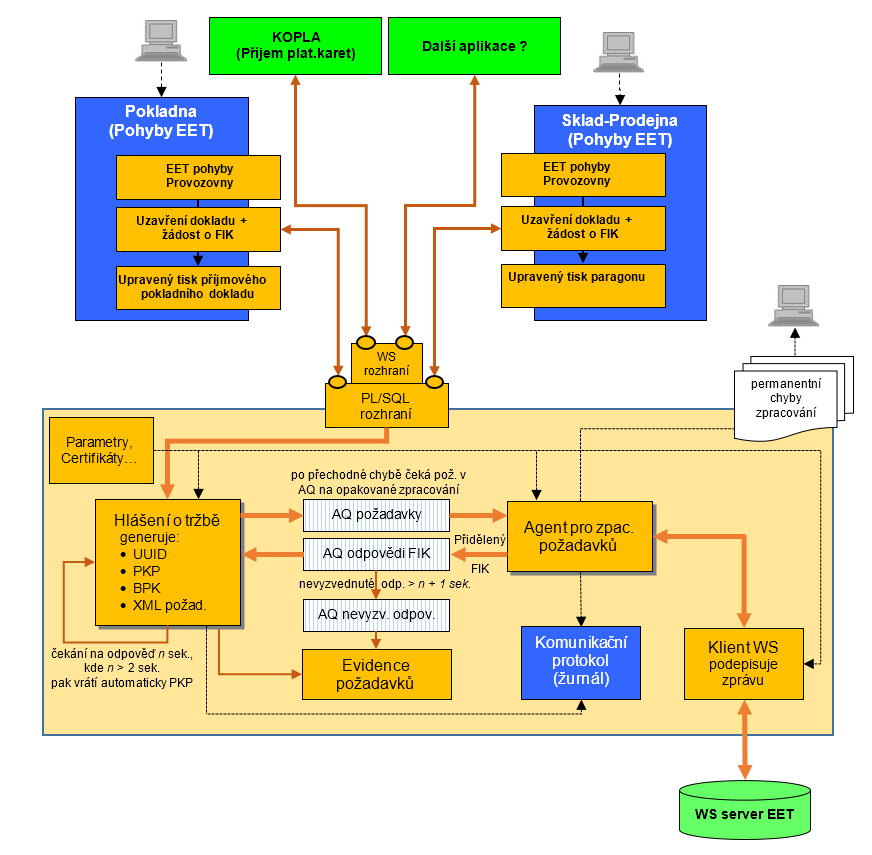 KOPLA
(Příjem plat.karet)
Další aplikace ?
Pokladna
(Pohyby EET)
EET pohyby
Provozovny
Uzavření dokladu +
žádost o FIK
Upravený tisk příjmového
pokladního dokladu
Sklad-Prodejna
(Pohyby EET)
EET pohyby
Provozovny
Uzavření dokladu +
žádost o FIK
Upravený tisk paragonu
WS
rozhraní
PL/SQL
rozhraní
permanentní
chyby
zpracování
Parametry,
Certifikáty…
po přechodné chybě čeká pož. v
AQ na opakované zpracování
Hlášení o tržbě
generuje:
• UUID
• PKP
• BPK
• XML požad.
AQ požadavky
AQ odpovědi FIK
Přidělený
FIK
Agent pro zpac.
požadavků
nevyzvednuté odp. > n + 1 sek.
AQ nevyzv. odpov.
čekání na odpověď n sek.,
kde n > 2 sek.
pak vrátí automaticky PKP
Evidence
požadavků
Komunikační
protokol
(žurnál)
Klient WS
podepisuje
zprávu
WS server EET